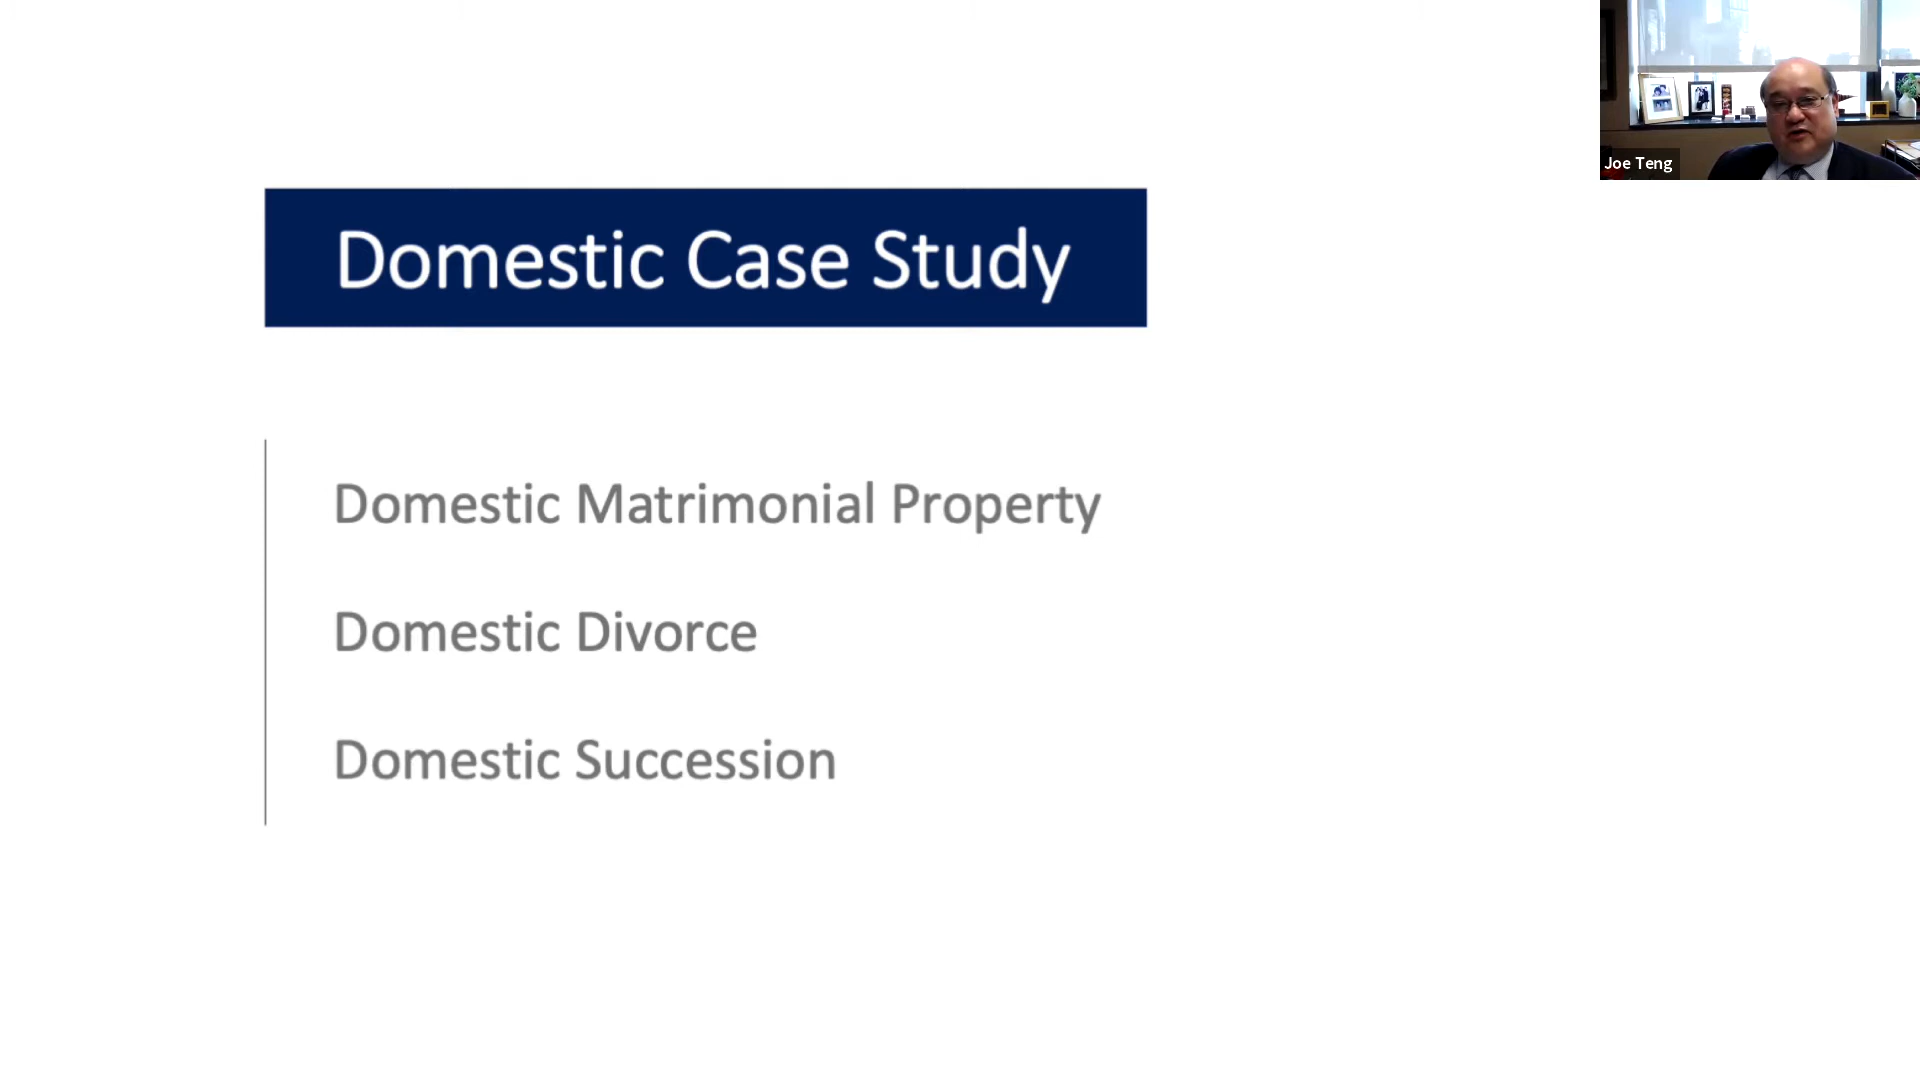 Domestic Case Study
Joe Teng
Domestic Matrimonial Property
Domestic Divorce
Domestic Succession